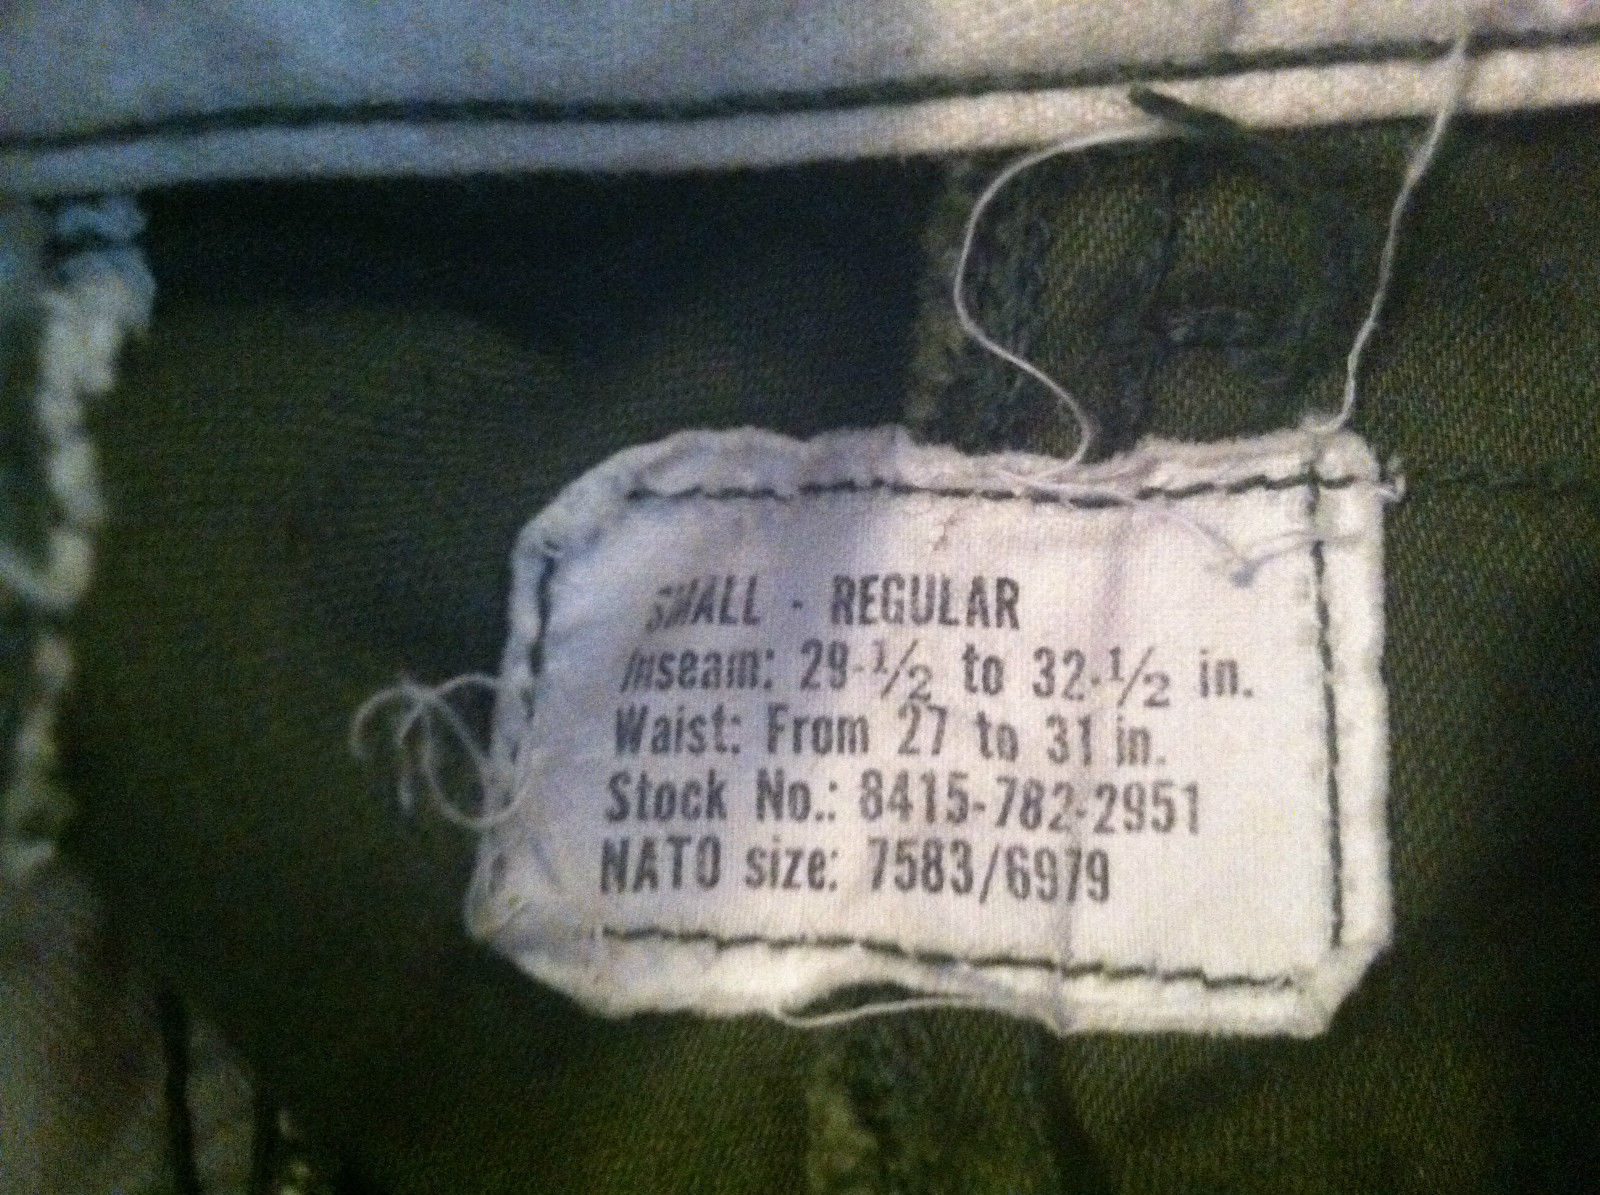 SMALL - REGULAR
Inseam: 29-1/2 to 32-1/2 in.
Waist: From 27 to 31 in.
Stock No.: 8415-782-2951
NATO size: 7583/6979